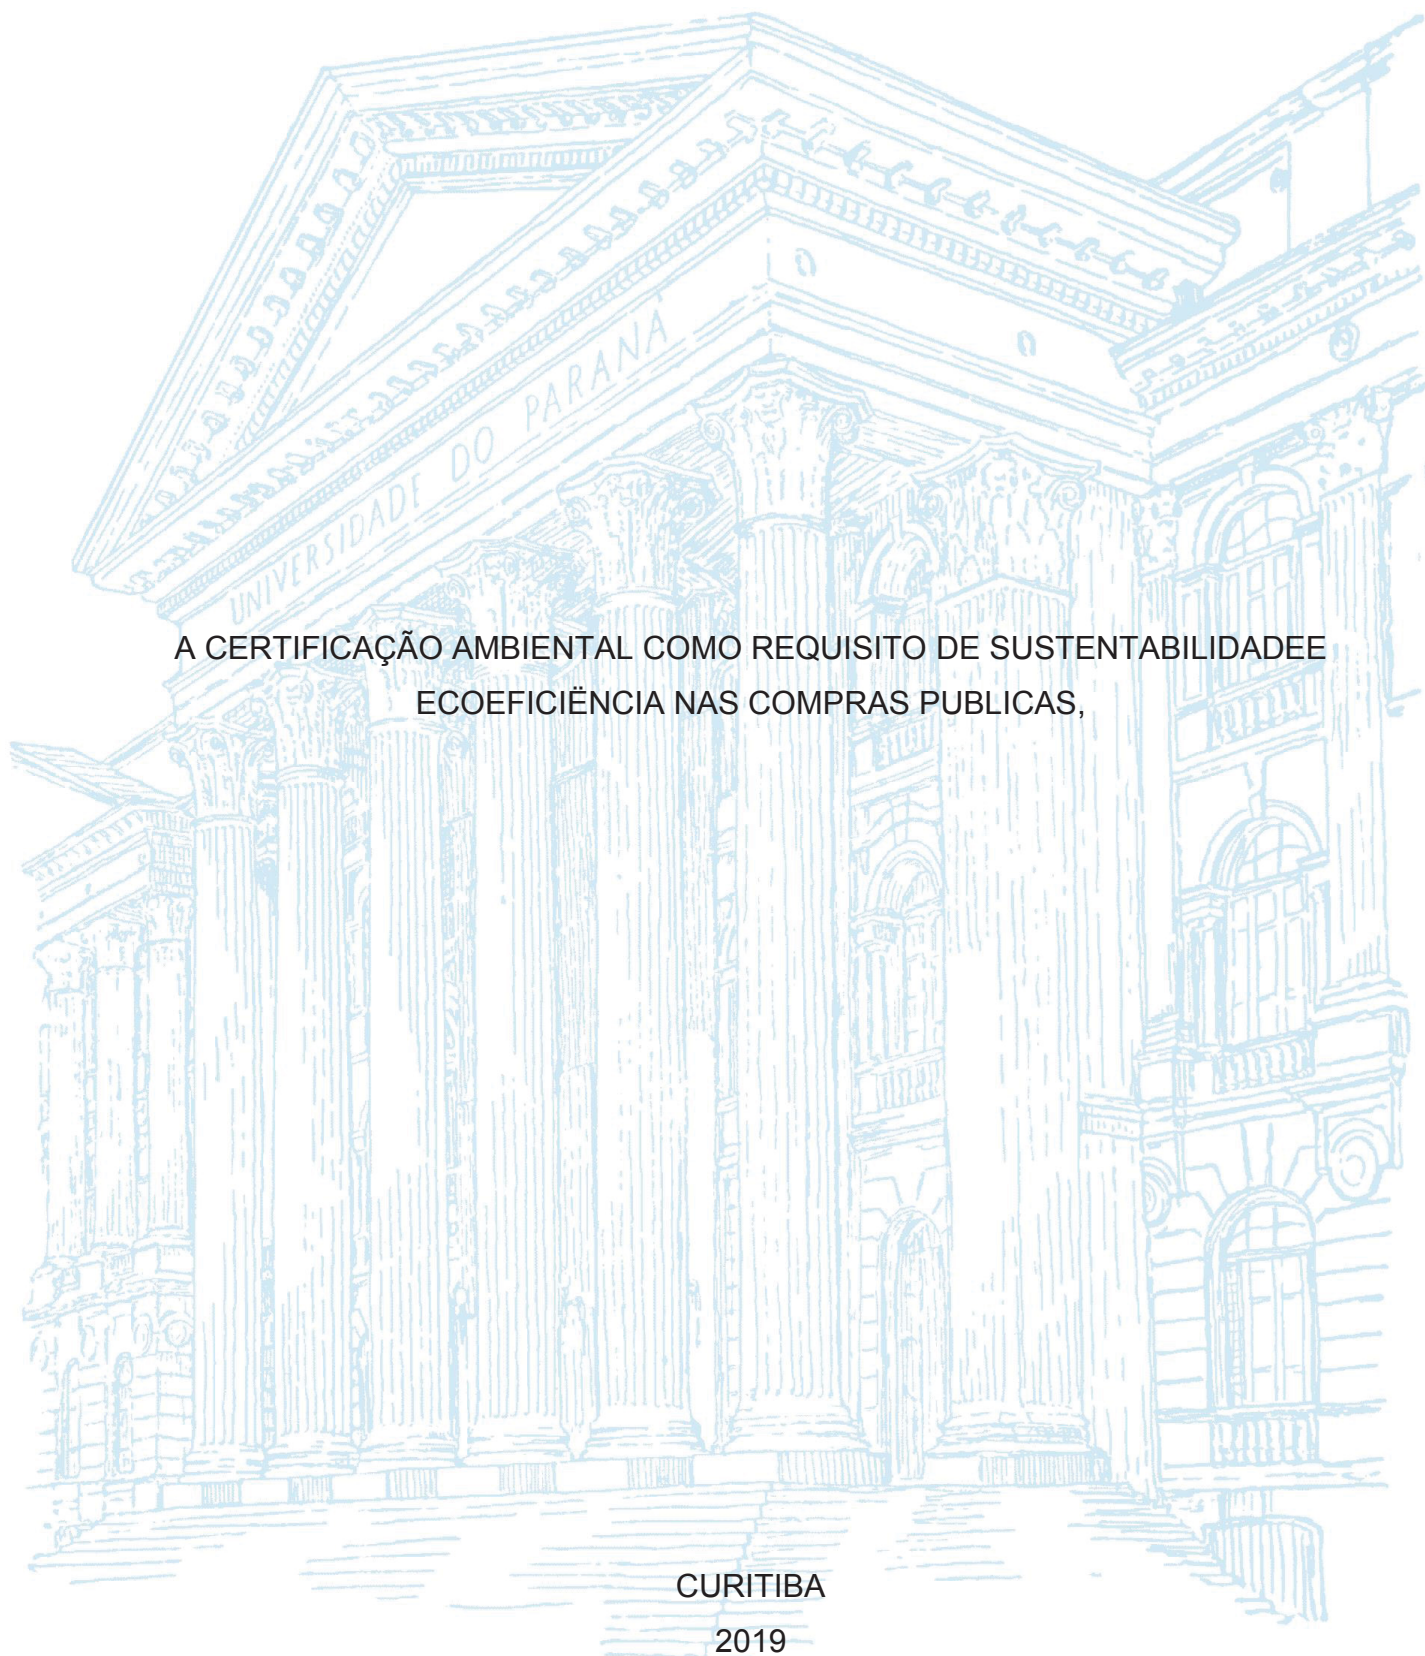 UNIVERSIDADE DO PARANÁ
A CERTIFICAÇÃO AMBIENTAL COMO REQUISITO DE SUSTENTABILIDADEE
ECOEFICIËNCIA NAS COMPRAS PUBLICAS,
CURITIBA
2019